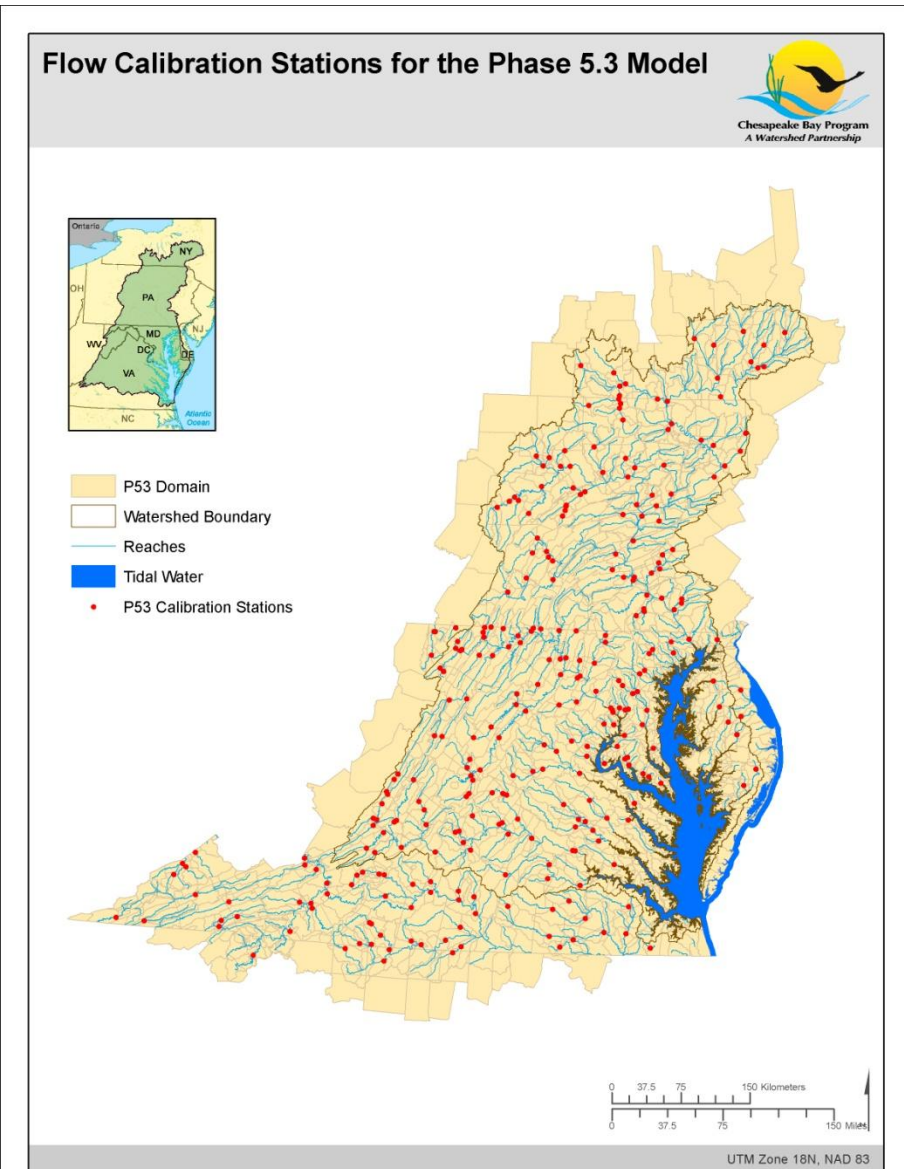 Flow Calibration Stations for the Phase 5.3 Model
Chesapeake Bay Program
A Watershed Partnership
Ontario
NY
OH
PA
NJ
MD
WV
DC
DE
VA
NC
Atlantic
Ocean
P53 Domain
Watershed Boundary
Reaches
Tidal Water
P53 Calibration Stations
0 37.5 75 150 Kilometers
0 37.5 75 150 Miles
UTM Zone 18N, NAD 83